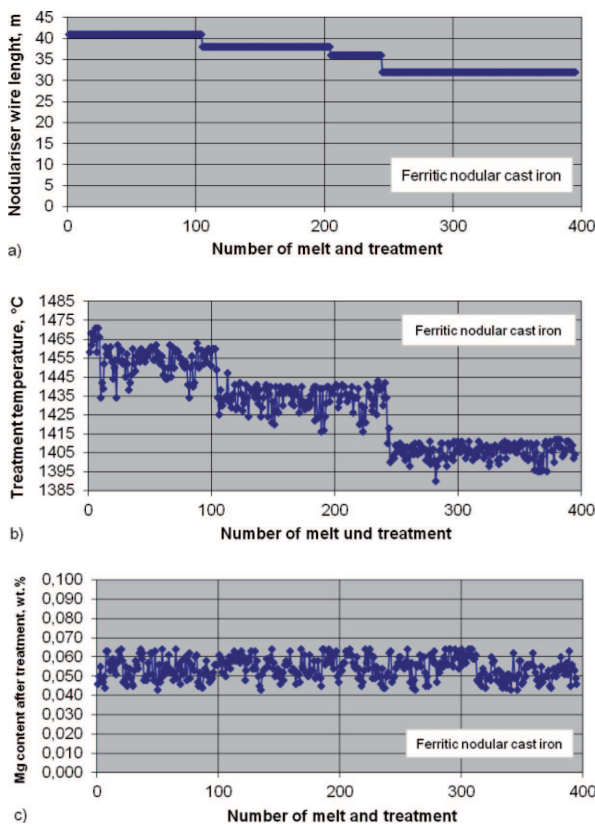 45
40
35
30
25
20
15
10
5
0
Nodulariser wire lenght, m
Ferritic nodular cast iron
0 100 200 300 400
a) Number of melt and treatment
1485
1475
1465
1455
1445
1435
1425
1415
1405
1395
1385
Treatment temperature, °C
Ferritic nodular cast iron
0 100 200 300 400
b) Number of melt und treatment
0,100
0,090
0,080
0,070
0,060
0,050
0,040
0,030
0,020
0,010
0,000
Mg content after treatment, wt.%
Ferritic nodular cast iron
0 100 200 300 400
c) Number of melt and treatment